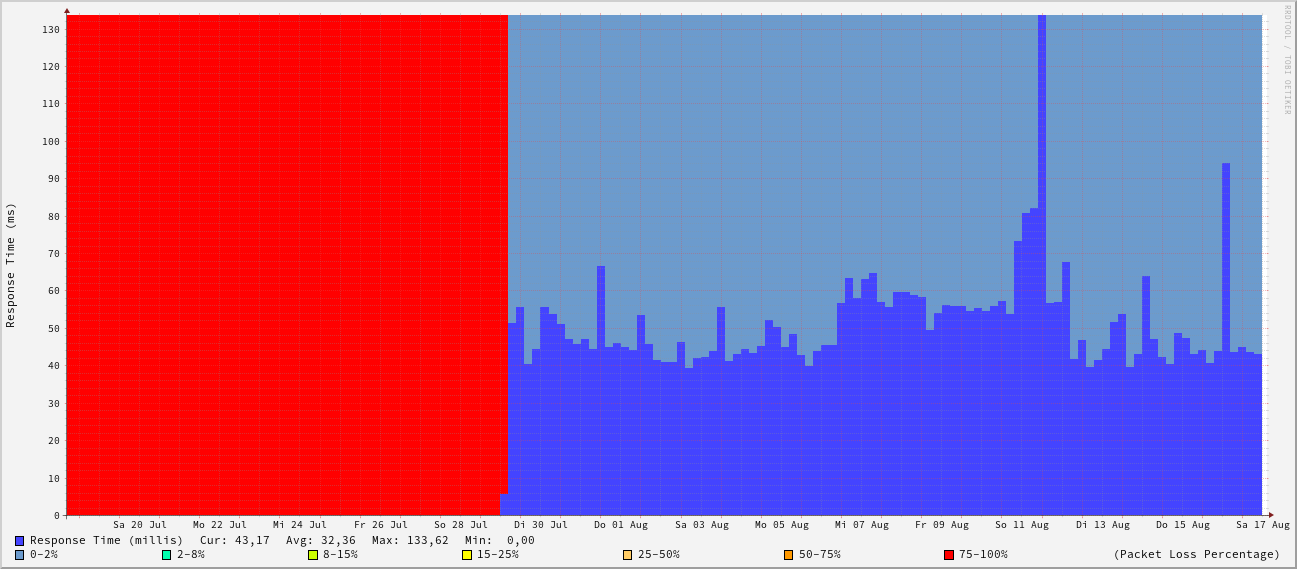 RRDTOOL / TOBI OETIKER
Response Time (ms)
130
120
110
100
90
80
70
60
50
40
30
20
10
0
Sa 20 Jul Mo 22 Jul Mi 24 Jul Fr 26 Jul So 28 Jul Di 30 Jul Do 01 Aug Sa 03 Aug Mo 05 Aug Mi 07 Aug Fr 09 Aug So 11 Aug Di 13 Aug Do 15 Aug Sa 17 Aug
Response Time (millis) Cur: 43,17 Avg: 32,36 Max: 133,62 Min: 0,00
0-2% 2-8% 8-15% 15-25% 25-50% 50-75% 75-100% (Packet Loss Percentage)